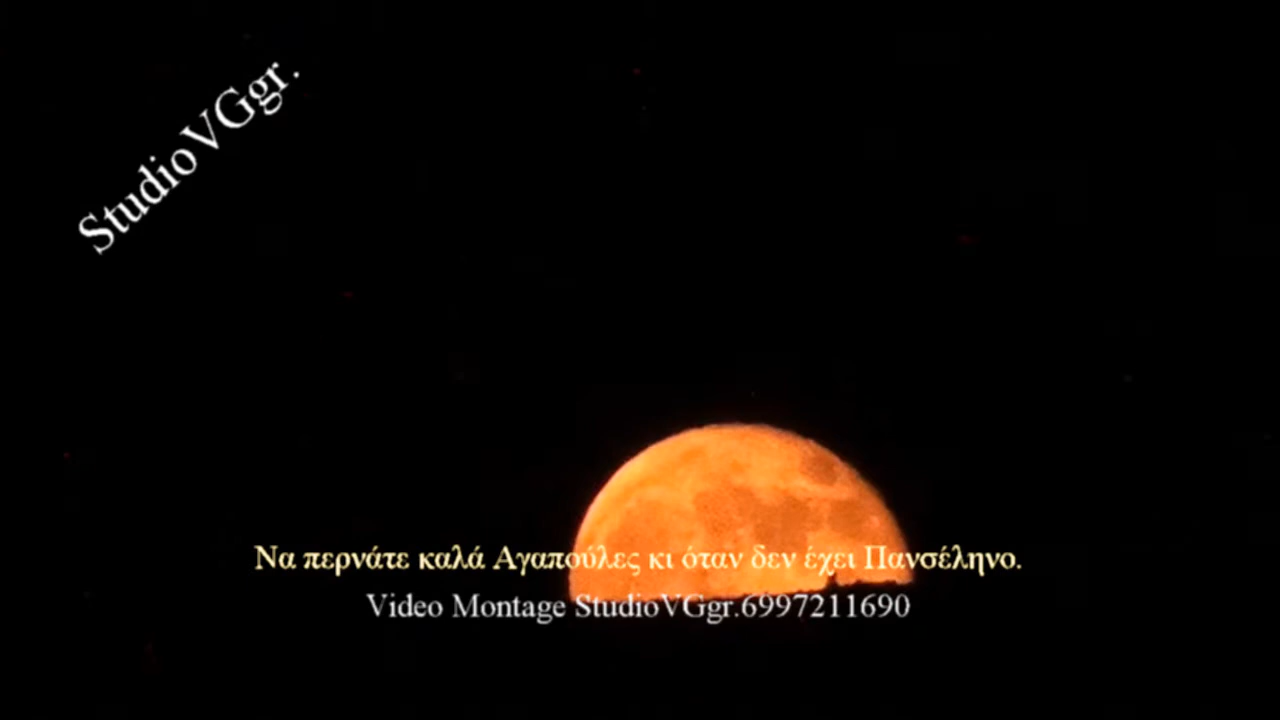 StudioVGgr.
Να περνάτε καλά Αγαπούλες κι όταν δεν έχει Πανσέληνο.
Video Montage StudioVGgr.6997211690